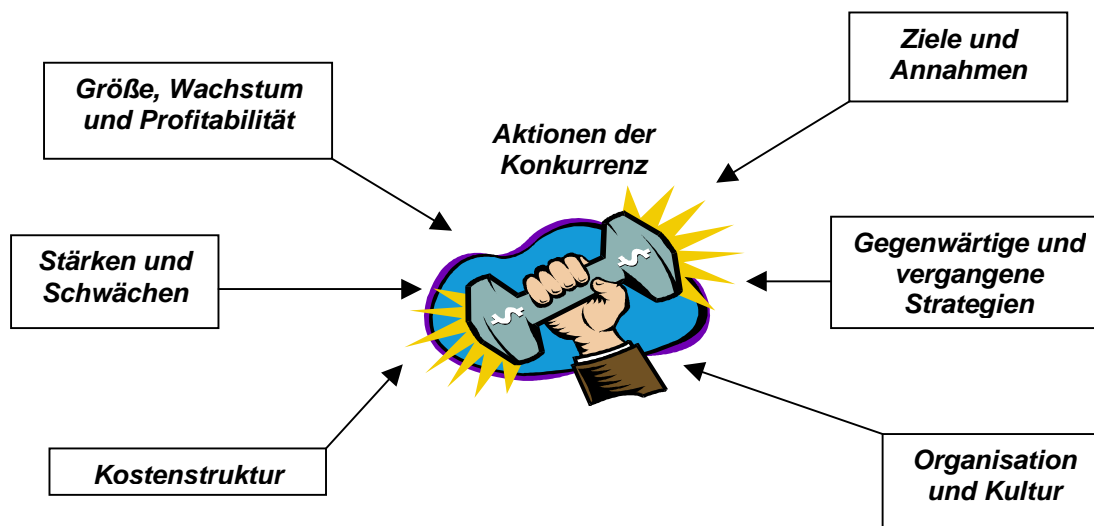 Ziele und
Annahmen
Größe, Wachstum
und Profitabilität
Aktionen der
Konkurrenz
Stärken und
Schwächen
Gegenwärtige und
vergangene
Strategien
$
$
Kostenstruktur
Organisation
und Kultur